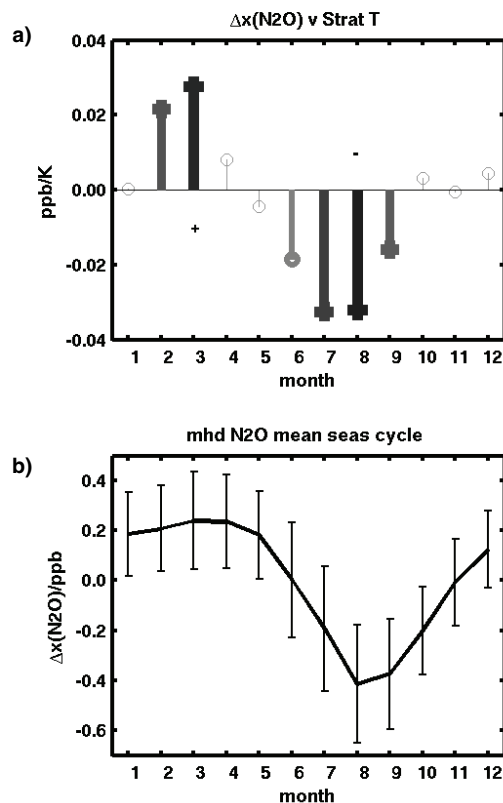 a)
Δx(N2O) v Strat T
ppb/K
0.04
0.02
0.00
-0.02
-0.04
-
+
1 2 3 4 5 6 7 8 9 10 11 12
month
b)
mhd N2O mean seas cycle
Δx(N2O)/ppb
0.4
0.2
0.0
-0.2
-0.4
-0.6
1 2 3 4 5 6 7 8 9 10 11 12
month